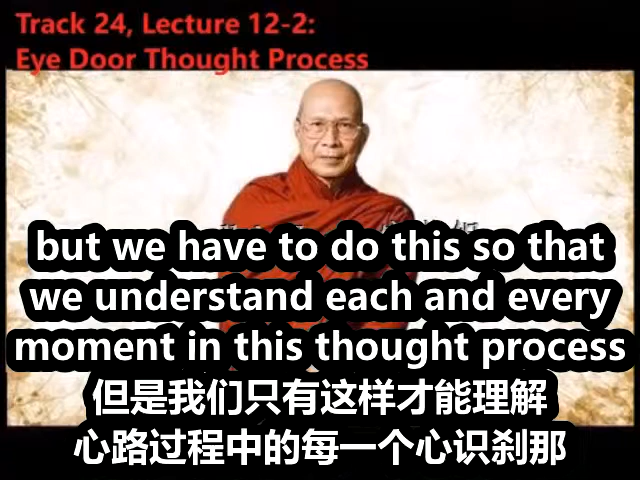 Track 24, Lecture 12-2:
Eye Door Thought Process
but we have to do this so that
we understand each and every
moment in this thought process
但是我们只有这样才能理解
心路过程中的每一个心识刹那